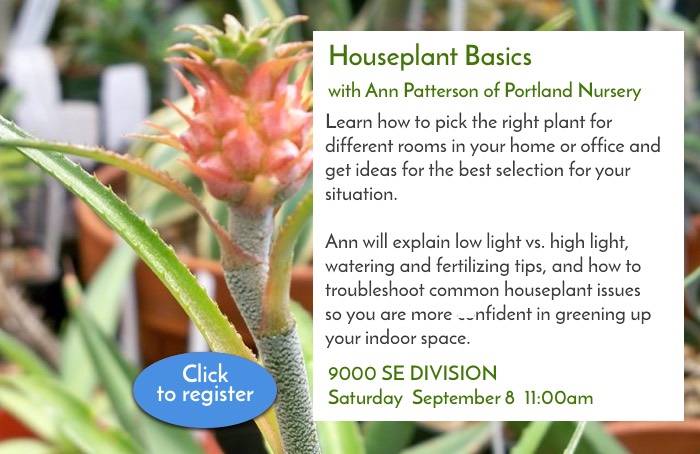 Houseplant Basics
with Ann Patterson of Portland Nursery
Learn how to pick the right plant for
different rooms in your home or office and
get ideas for the best selection for your
situation.
Ann will explain low light vs. high light,
watering and fertilizing tips, and how to
troubleshoot common houseplant issues
so you are more in greening up
your indoor space.
9000 SE DIVISION
Saturday September 8 11:00am
Click
to register